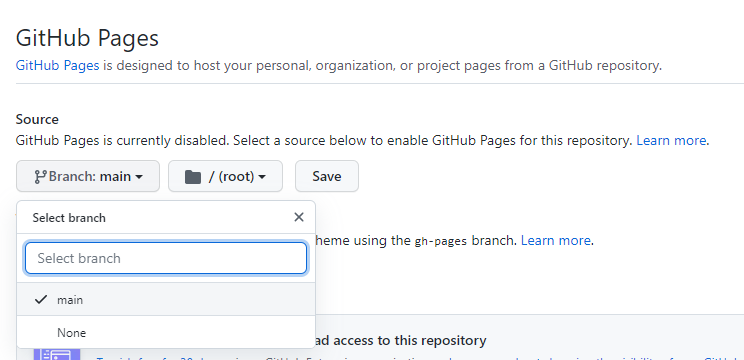 GitHub Pages
GitHub Pages is designed to host your personal, organization, or project pages from a GitHub repository.
Source
GitHub Pages is currently disabled. Select a source below to enable GitHub Pages for this repository. Learn more.
Branch: main / (root) Save
Select branch
heme using the gh-pages branch. Learn more.
Select branch
main
None
ad access to this repository